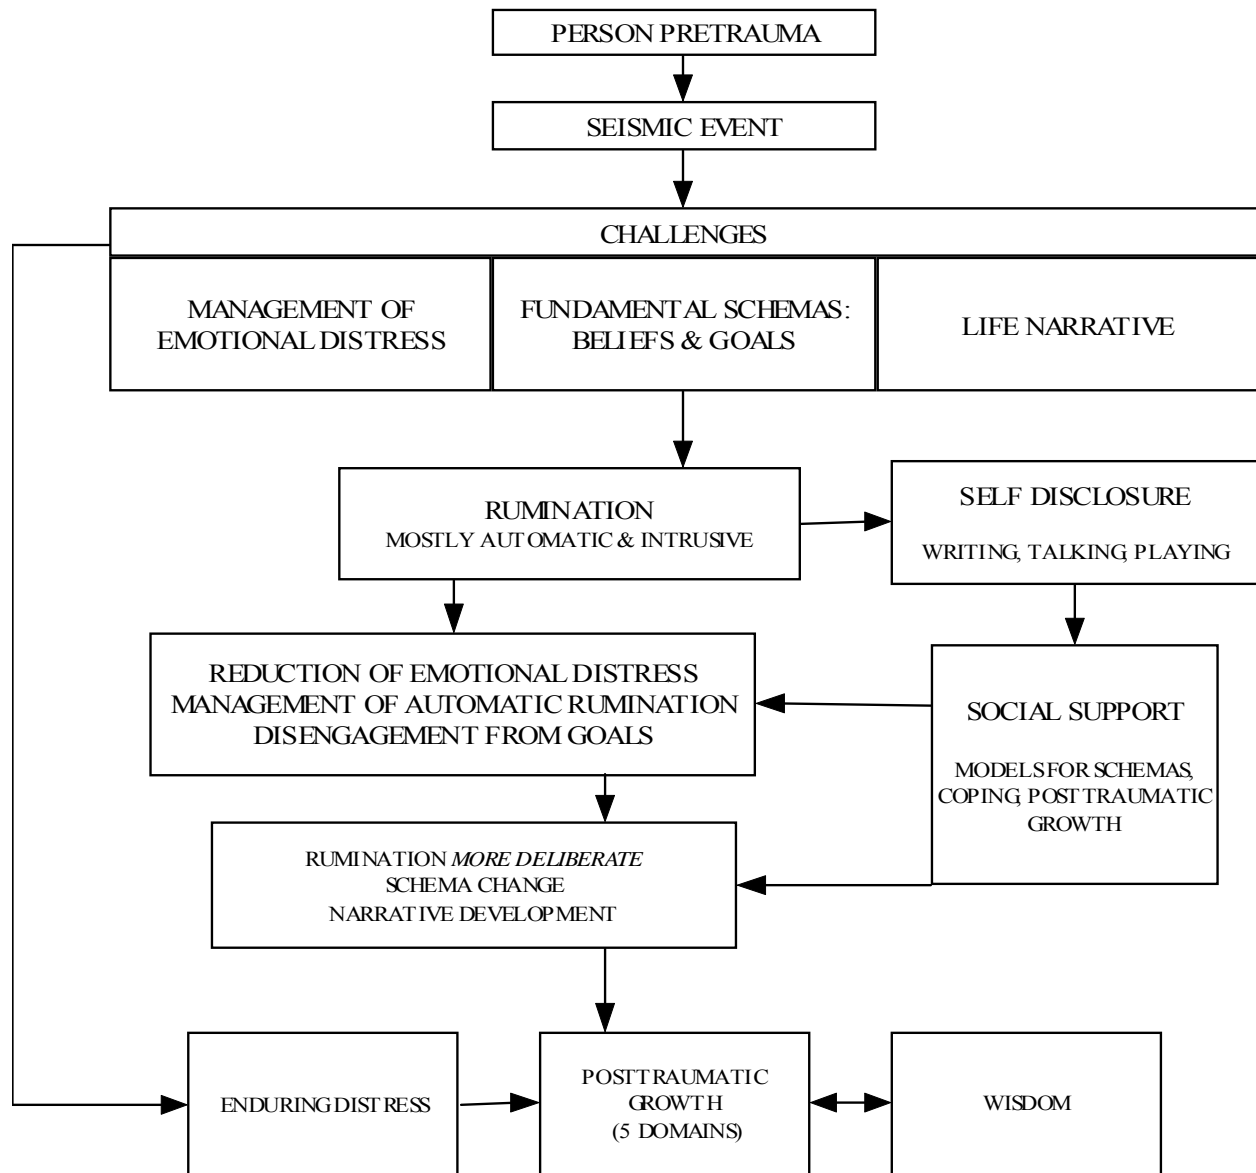 PERSON PRETRAUMA
SEISMIC EVENT
CHALLENGES
MANAGEMENT OF
EMOTIONAL DISTRESS
FUNDAMENTAL SCHEMAS:
BELIEFS & GOALS
LIFE NARRATIVE
RUMINATION
MOSTLY AUTOMATIC & INTRUSIVE
SELF DISCLOSURE
WRITING, TALKING, PLAYING
REDUCTION OF EMOTIONAL DISTRESS
MANAGEMENT OF AUTOMATIC RUMINATION
DISENGAGEMENT FROM GOALS
SOCIAL SUPPORT
MODELS FOR SCHEMAS,
COPING, POST TRAUMATIC
GROWTH
RUMINATION MORE DELIBERATE
SCHEMA CHANGE
NARRATIVE DEVELOPMENT
ENDURING DISTRESS
POSTTRAUMATIC
GROWTH
(5 DOMAINS)
WISDOM